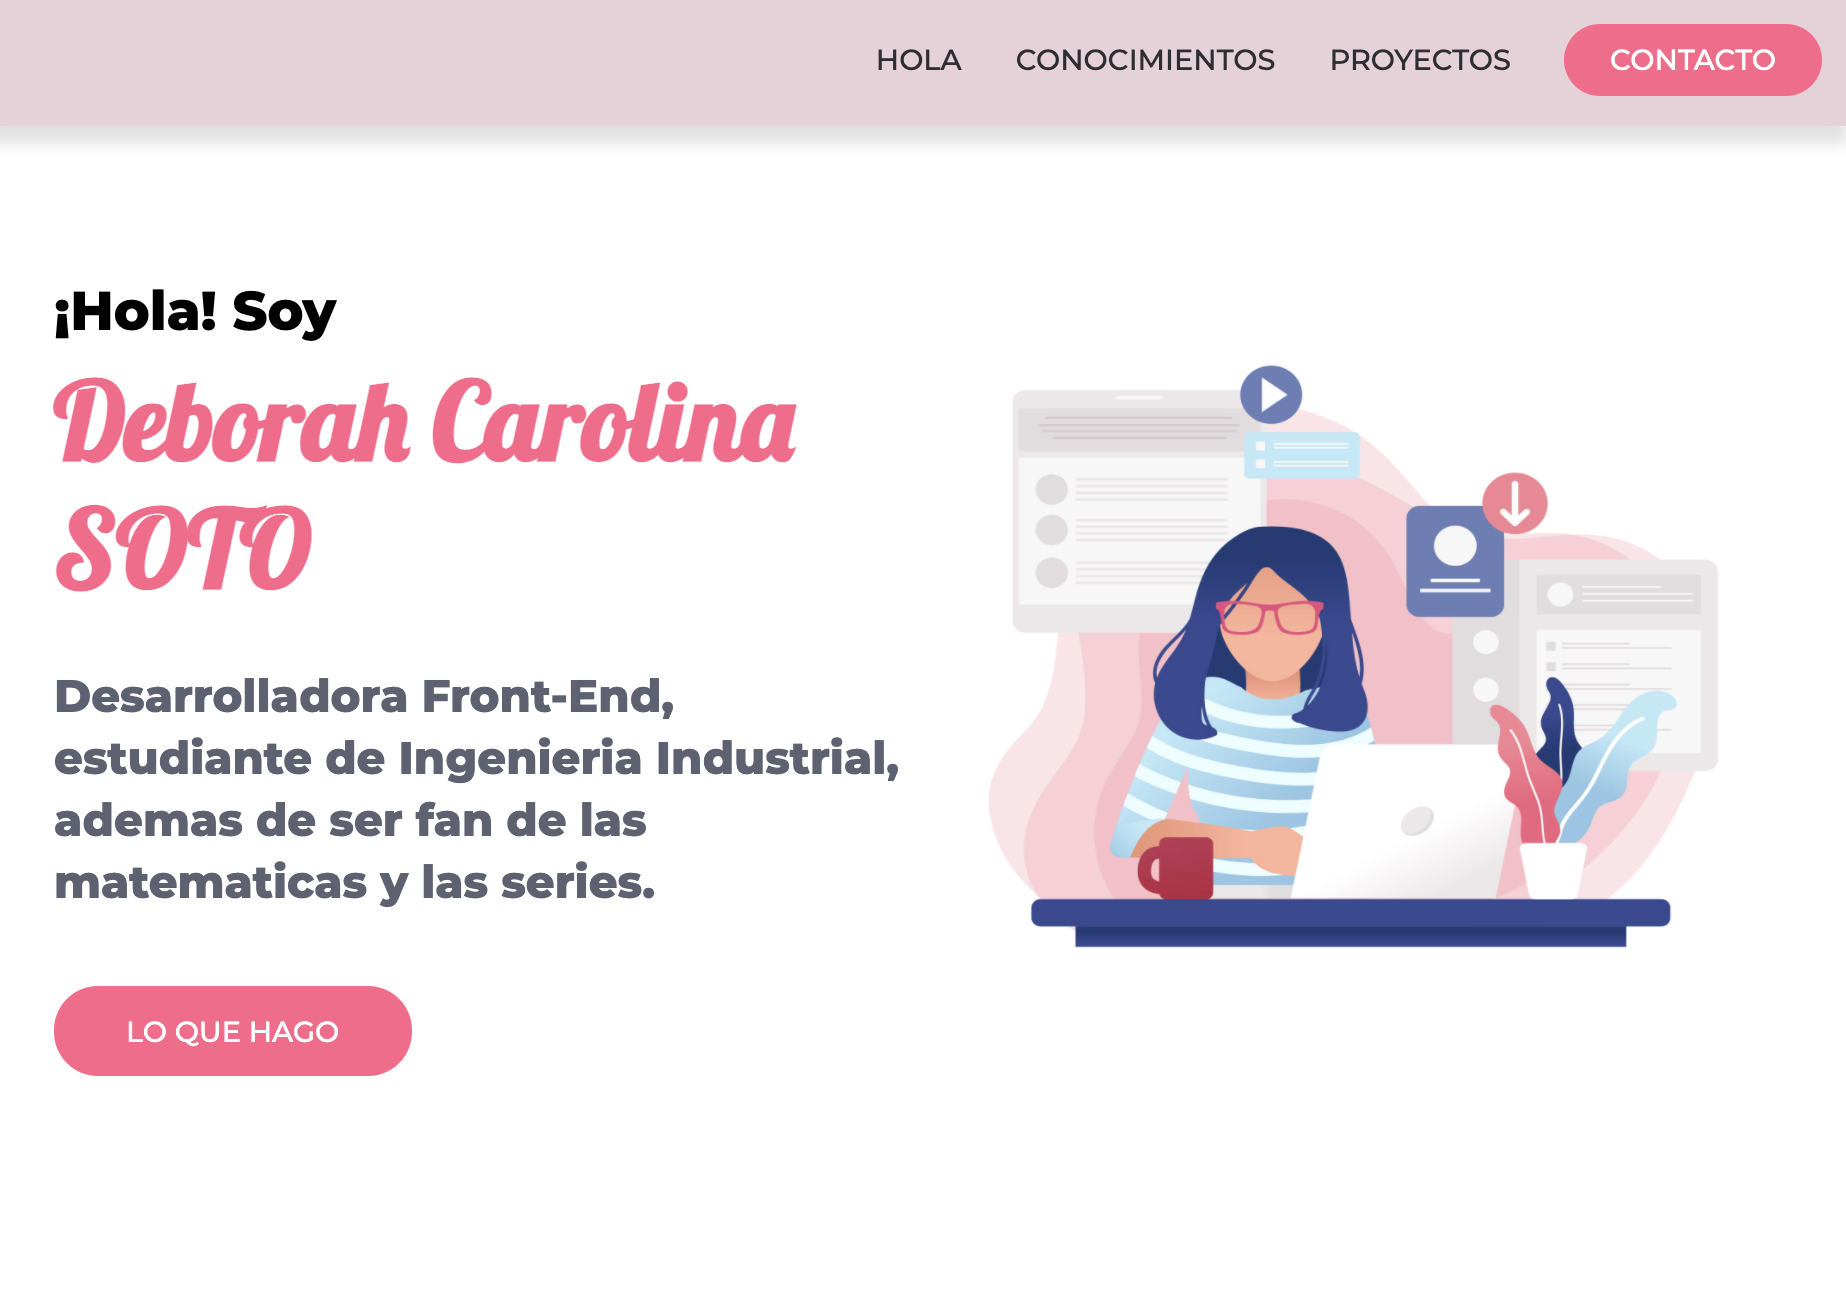 HOLA CONOCIMIENTOS PROYECTOS CONTACTO
¡Hola! Soy
Deborah Carolina
SOTO
Desarrolladora Front-End,
estudiante de Ingenieria Industrial,
ademas de ser fan de las
matematicas y las series.
LO QUE HAGO